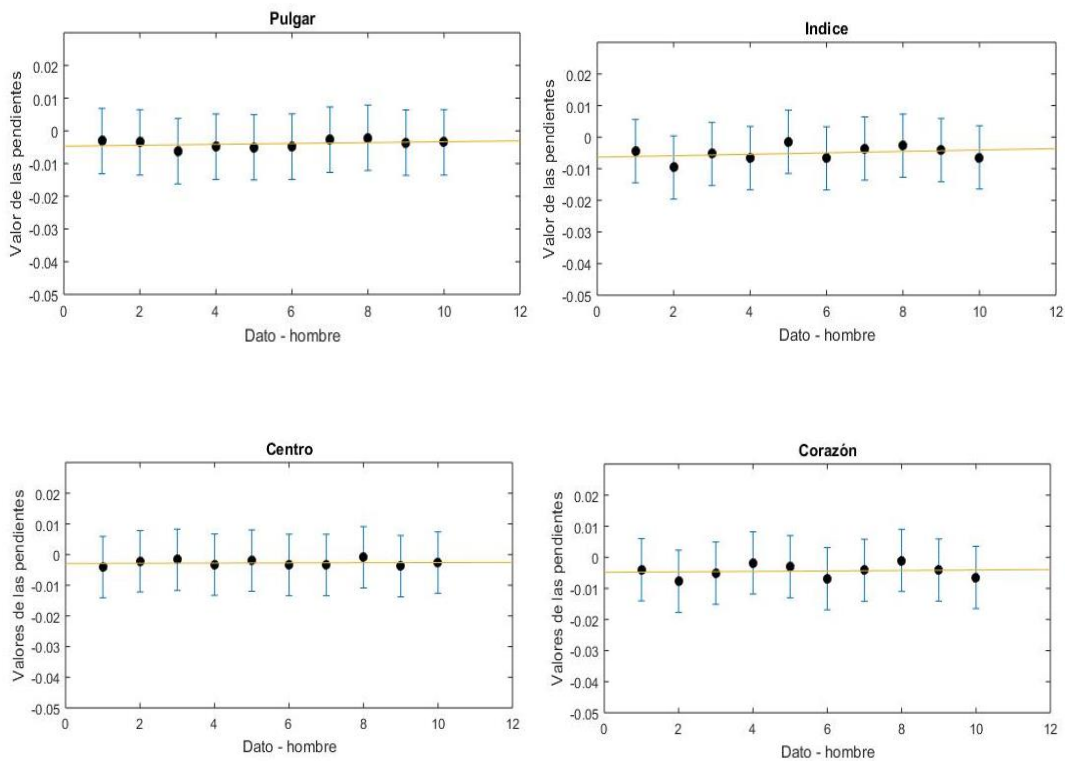 Pulgar
Valor de las pendientes
0.02
0.01
0
-0.01
-0.02
-0.03
-0.04
-0.05
0 2 4 6 8 10 12
Dato - hombre
Indice
Valor de las pendientes
0.02
0.01
0
-0.01
-0.02
-0.03
-0.04
-0.05
0 2 4 6 8 10 12
Dato - hombre
Centro
Valores de las pendientes
0.02
0.01
0
-0.01
-0.02
-0.03
-0.04
-0.05
0 2 4 6 8 10 12
Dato - hombre
Corazón
Valores de las pendientes
0.02
0.01
0
-0.01
-0.02
-0.03
-0.04
-0.05
0 2 4 6 8 10 12
Dato - hombre